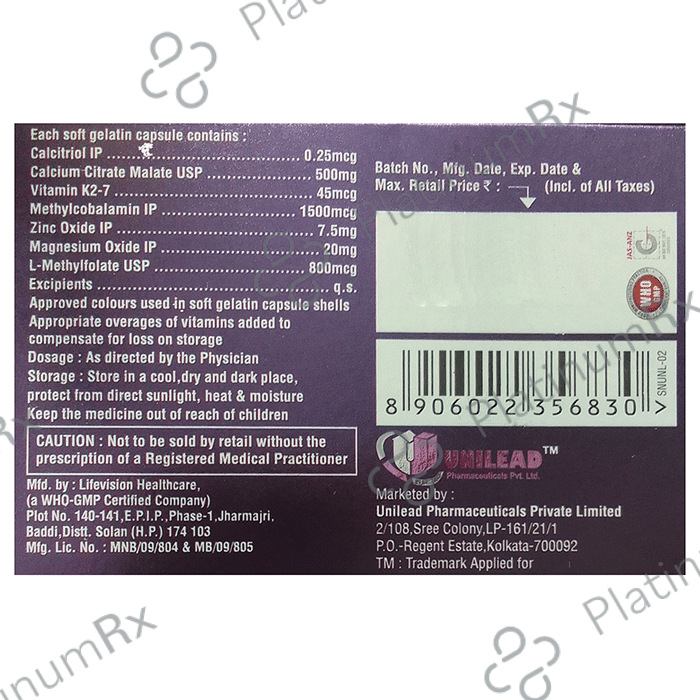 Each soft gelatin capsule contains :
Calcitriol IP ........................................ 0.25mcg
Calcium Citrate Malate USP .................. 500mg
Vitamin K2-7 ........................................ 45mcg
Methylcobalamin IP ........................... 1500mcg
Zinc Oxide IP ........................................ 7.5mg
Magnesium Oxide IP ............................ 20mg
L-Methylfolate USP ............................ 800mcg
Excipients ........................................ q.s.
Approved colours used in soft gelatin capsule shells
Appropriate overages of vitamins added to
compensate for loss on storage
Dosage : As directed by the Physician
Storage : Store in a cool,dry and dark place,
protect from direct sunlight, heat & moisture
Keep the medicine out of reach of children
CAUTION : Not to be sold by retail without the
prescription of a Registered Medical Practitioner
Mfd. by : Lifevision Healthcare,
(a WHO-GMP Certified Company)
Plot No. 140-141,E.P.I.P.,Phase-1,Jharmajri,
Baddi,Distt. Solan (H.P.) 174 103
Mfg. Lic. No. : MNB/09/804 & MB/09/805
Batch No., Mfg. Date, Exp. Date &
Max. Retail Price ₹ : (Incl. of All Taxes)
JAS-ANZ
WHO
GMP
8 906022 356830 >
SNUNL-02
UNILEAD™
Pharmaceuticals Pvt. Ltd.
Marketed by :
Unilead Pharmaceuticals Private Limited
2/108,Sree Colony,LP-161/21/1
P.O.-Regent Estate,Kolkata-700092
TM : Trademark Applied for
PlatinumRx
PlatinumRx
PlatinumRx
PlatinumRx